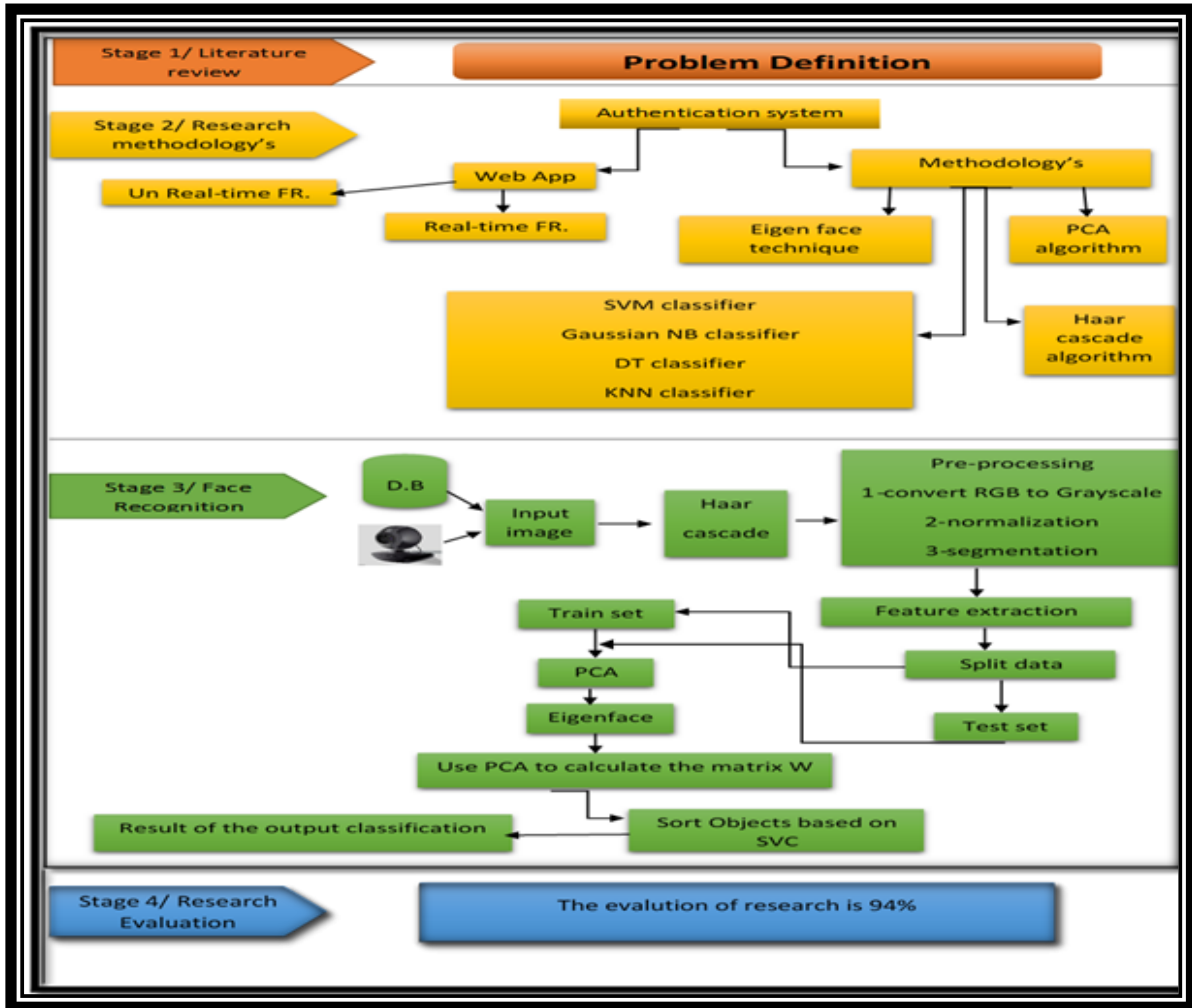 Stage 1/ Literature
review
Problem Definition
Stage 2/ Research
methodology's
Authentication system
Web App
Methodology's
Un Real-time FR.
Real-time FR.
Eigen face
technique
PCA
algorithm
SVM classifier
Gaussian NB classifier
DT classifier
KNN classifier
Haar
cascade
algorithm
Stage 3/ Face
Recognition
D.B
Input
image
Haar
cascade
Pre-processing
1-convert RGB to Grayscale
2-normalization
3-segmentation
Feature extraction
Split data
Test set
Train set
PCA
Eigenface
Use PCA to calculate the matrix W
Sort Objects based on
SVC
Result of the output classification
Stage 4/ Research
Evaluation
The evalution of research is 94%